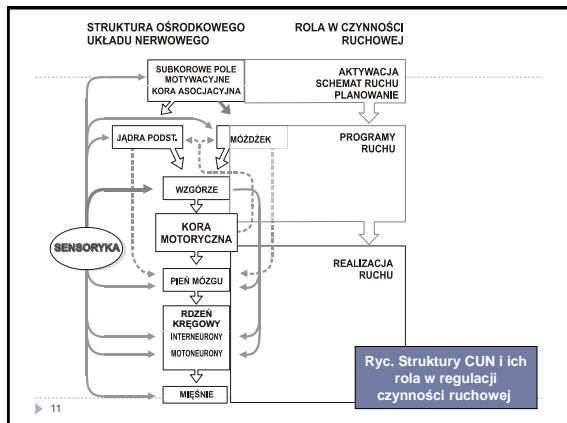 STRUKTURA OŚRODKOWEGO
UKŁADU NERWOWEGO
ROLA W CZYNNOŚCI
RUCHOWEJ
SUBKOROWE POLE
MOTYWACYJNE
KORA ASOCJACYJNA
AKTYWACJA
SCHEMAT RUCHU
PLANOWANIE
JĄDRA PODST.
MÓŻDŻEK
PROGRAMY
RUCHU
WZGÓRZE
KORA
MOTORYCZNA
SENSORYKA
REALIZACJA
RUCHU
PIEŃ MÓZGU
RDZEŃ
KRĘGOWY
INTERNEURONY
MOTONEURONY
MIĘŚNIE
Ryc. Struktury CUN i ich
rola w regulacji
czynności ruchowej
11